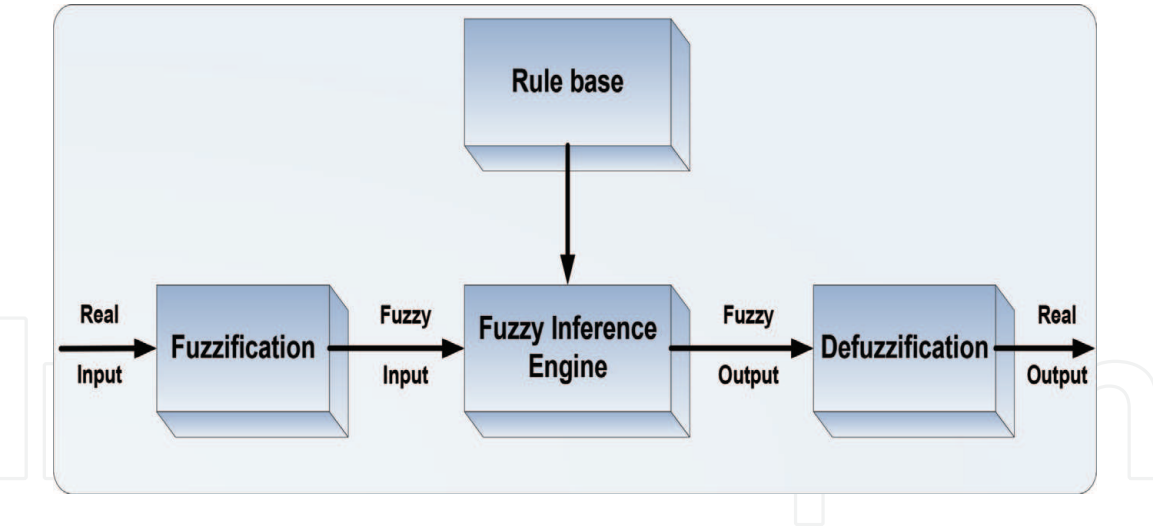 Rule base
Real
Input
Fuzzification
Fuzzy
Input
Fuzzy Inference
Engine
Fuzzy
Output
Defuzzification
Real
Output